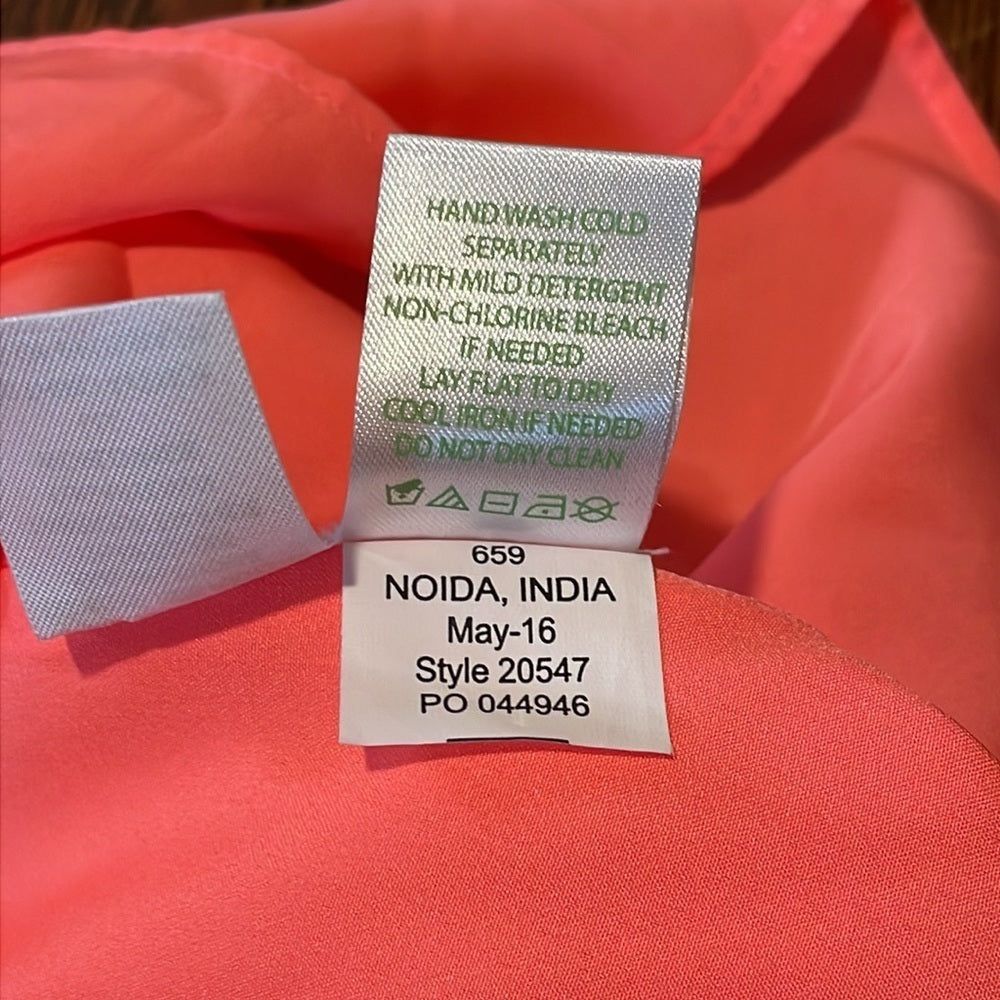 HAND WASH COLD
SEPARATELY
WITH MILD DETERGENT
NON-CHLORINE BLEACH
IF NEEDED
LAY FLAT TO DRY
COOL IRON IF NEEDED
DO NOT DRY CLEAN
659
NOIDA, INDIA
May-16
Style 20547
PO 044946